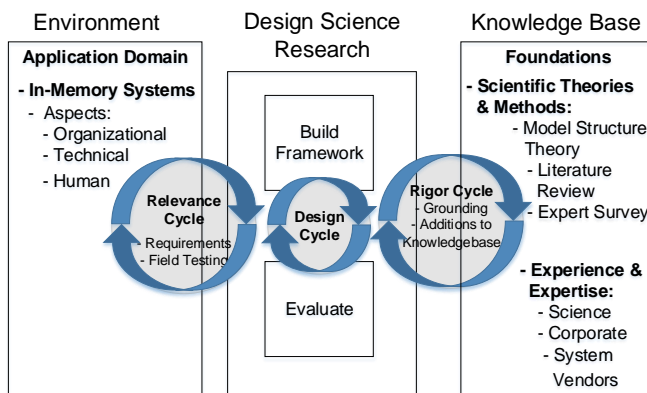 Environment
Application Domain
- In-Memory Systems
- Aspects:
- Organizational
- Technical
- Human
Relevance
Cycle
- Requirements
- Field Testing
Design Science
Research
Build
Framework
Design
Cycle
Evaluate
Rigor Cycle
- Grounding
- Additions to
Knowledgebase
Knowledge Base
Foundations
- Scientific Theories
& Methods:
- Model Structure
Theory
- Literature
Review
- Expert Survey
- Experience &
Expertise:
- Science
- Corporate
- System
Vendors